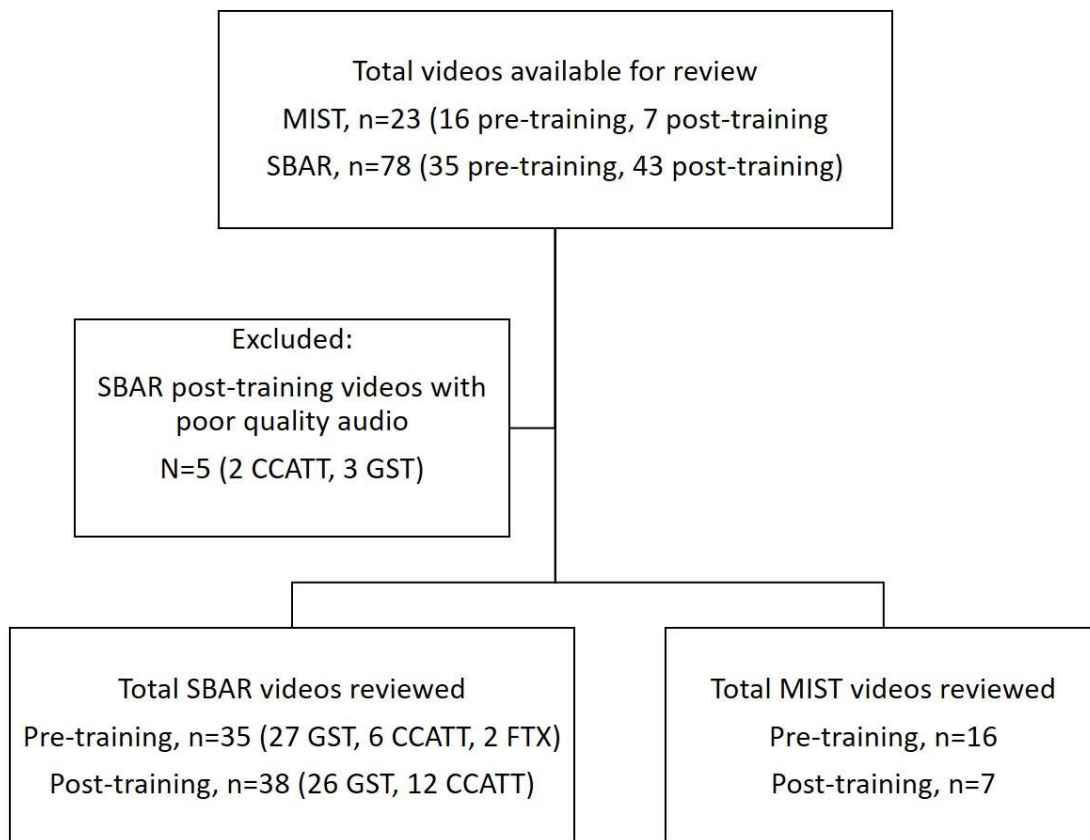 Total videos available for review
MIST, n=23 (16 pre-training, 7 post-training
SBAR, n=78 (35 pre-training, 43 post-training)
Excluded:
SBAR post-training videos with
poor quality audio
N=5 (2 CCATT, 3 GST)
Total SBAR videos reviewed
Pre-training, n=35 (27 GST, 6 CCATT, 2 FTX)
Post-training, n=38 (26 GST, 12 CCATT)
Total MIST videos reviewed
Pre-training, n=16
Post-training, n=7